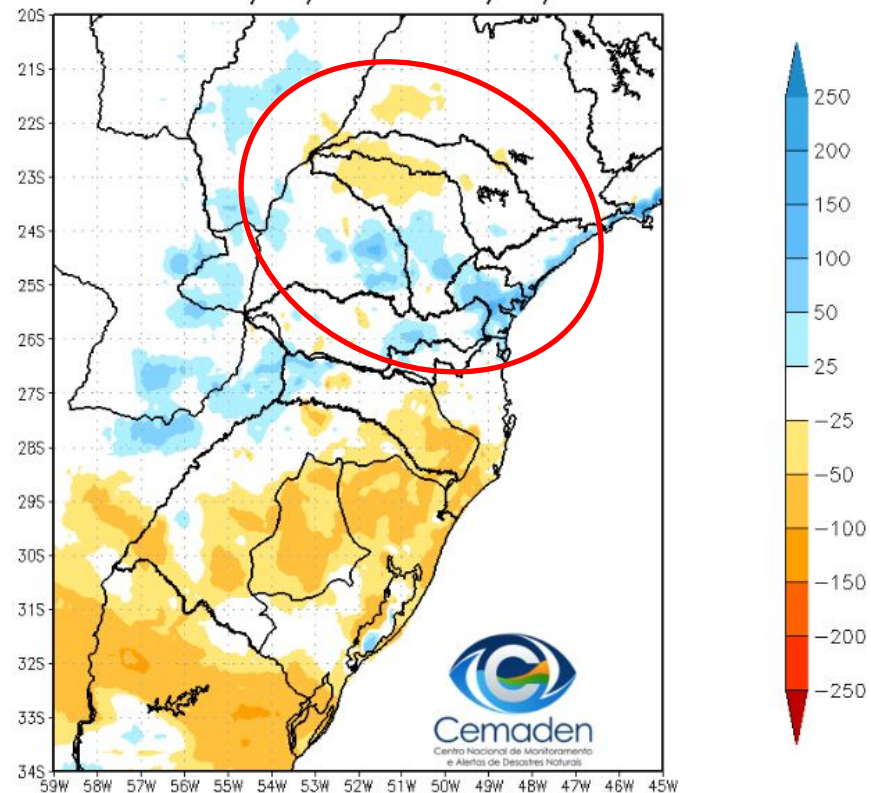 20S
21S
22S
23S
24S
25S
26S
27S
28S
29S
30S
31S
32S
33S
34S
59W 58W 57W 56W 55W 54W 53W 52W 51W 50W 49W 48W 47W 46W 45W
250
200
150
100
50
25
−25
−50
−100
−150
−200
−250
Cemaden
Centro Nacional de Monitoramento
e Alertas de Desastres Naturais